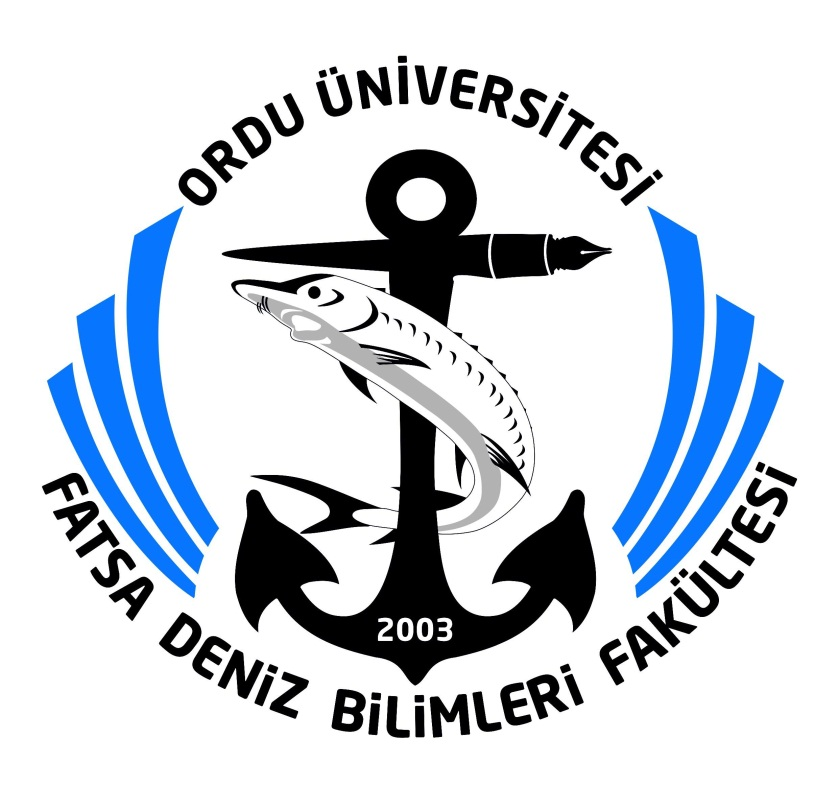 ORDU ÜNİVERSİTESİ
2003
FATSA DENİZ BİLİMLERİ FAKÜLTESİ